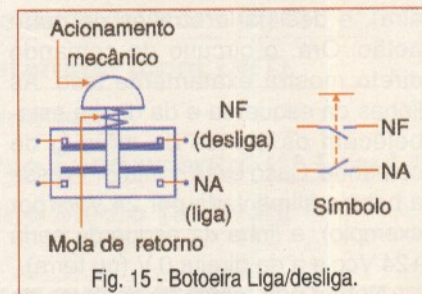 Acionamento
mecânico
NF
(desliga)
NA
(liga)
Mola de retorno
NF
NA
Símbolo
Fig. 15 - Botoeira Liga/desliga.